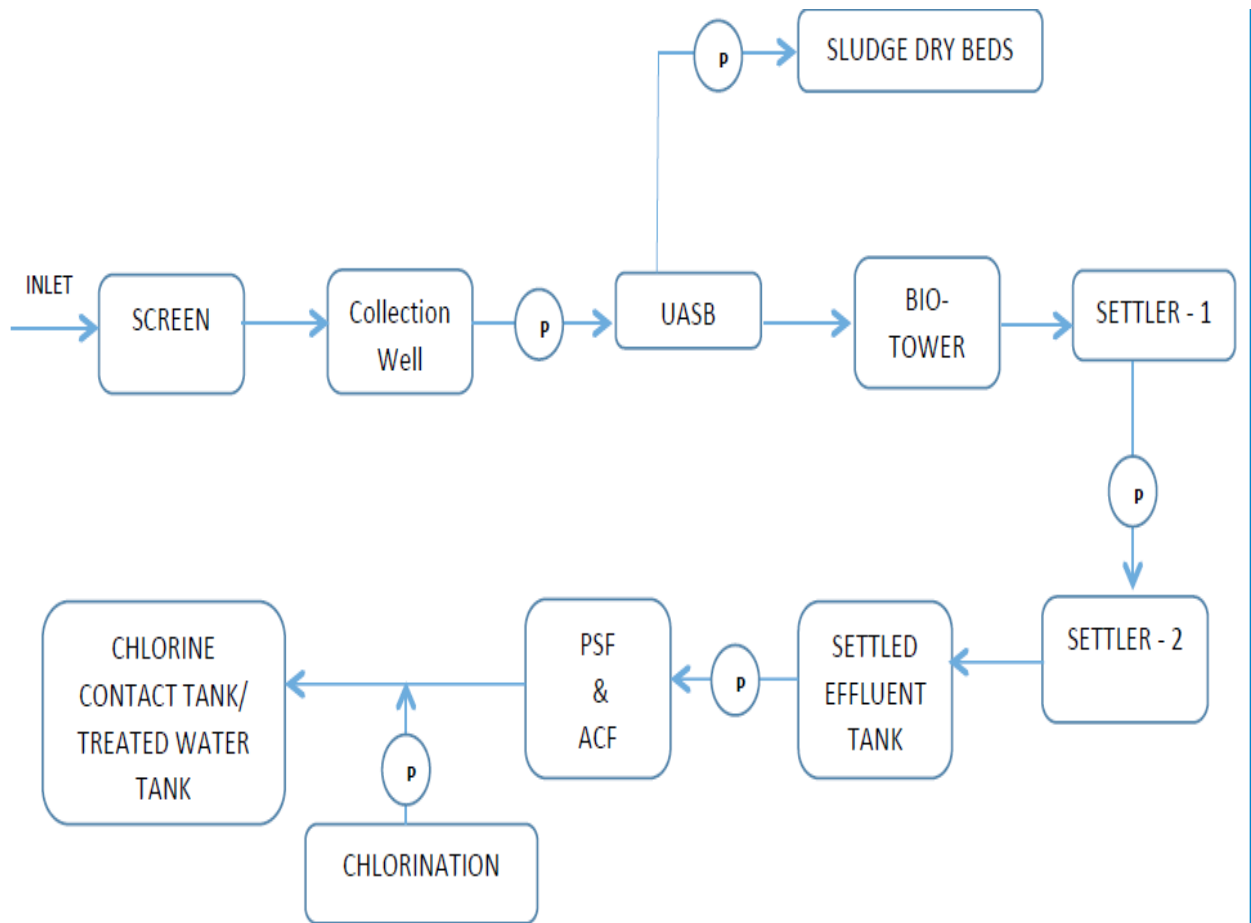 p
SLUDGE DRY BEDS
INLET
SCREEN
Collection
Well
p
UASB
BIO-
TOWER
SETTLER - 1
p
SETTLER - 2
SETTLED
EFFLUENT
TANK
p
PSF
&
ACF
CHLORINE
CONTACT TANK/
TREATED WATER
TANK
p
CHLORINATION